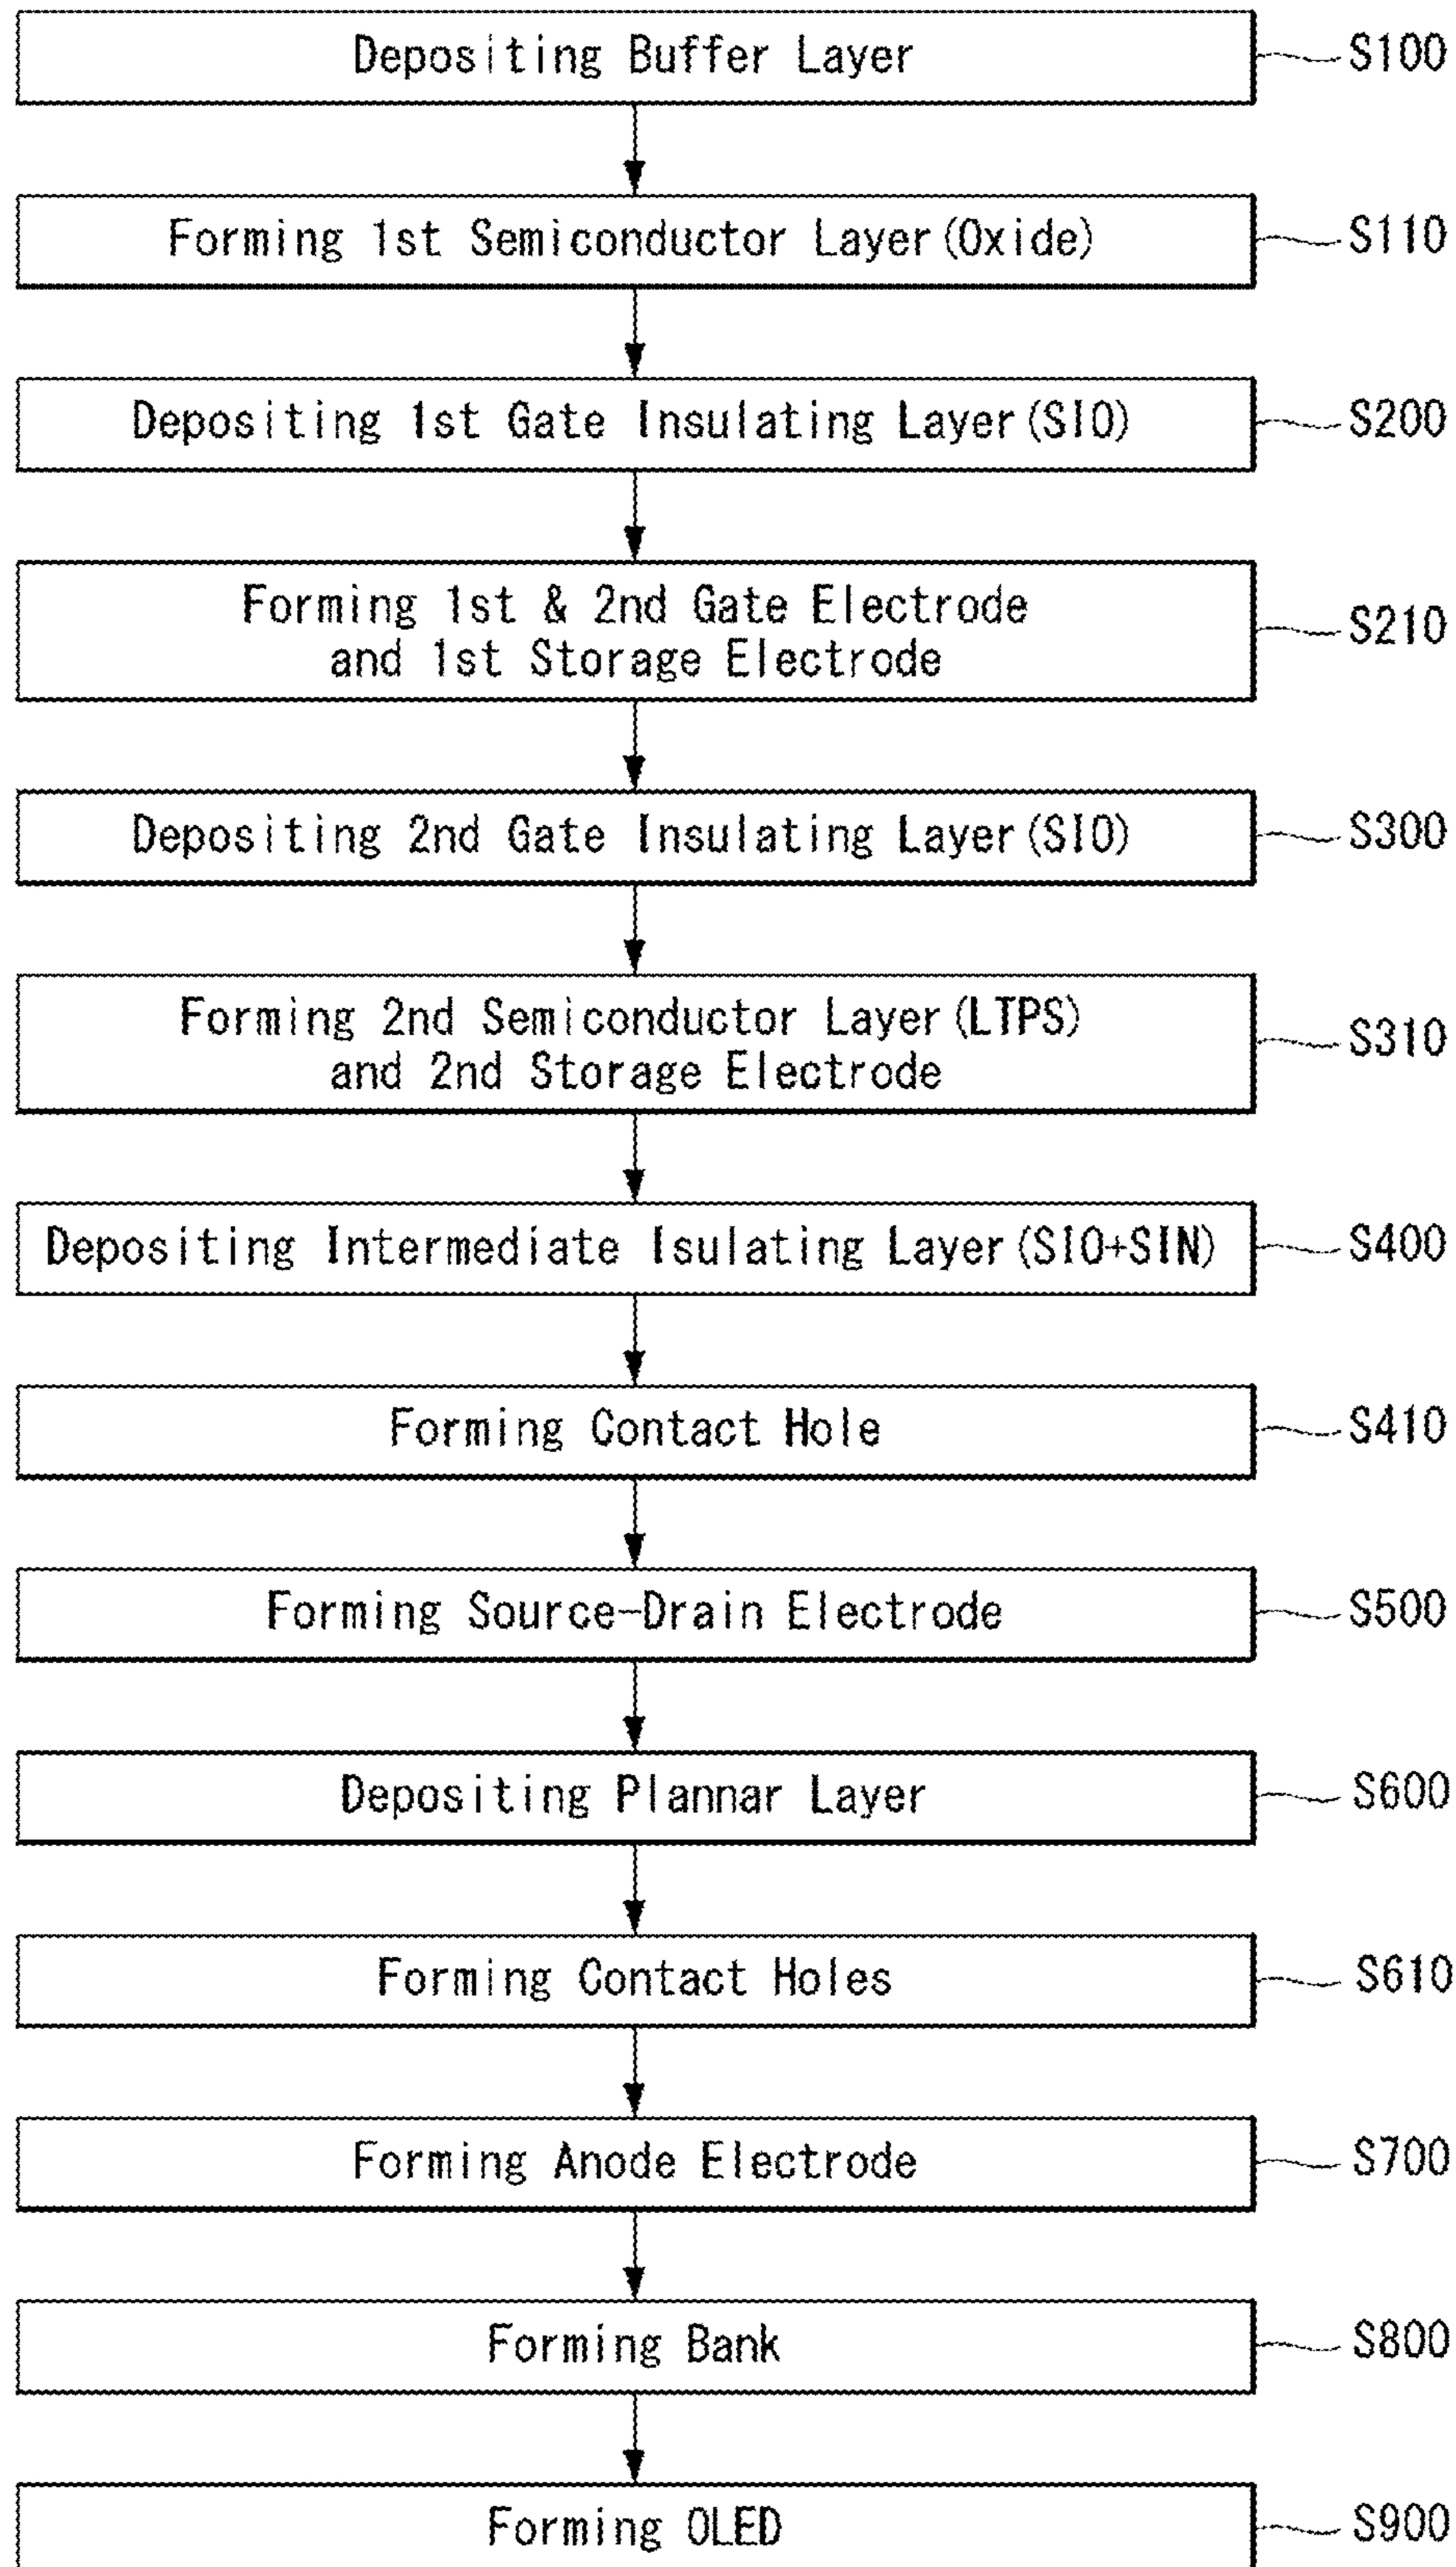 Depositing Buffer Layer
S100
Forming 1st Semiconductor Layer(Oxide)
S110
Depositing 1st Gate Insulating Layer(SIO)
S200
Forming 1st & 2nd Gate Electrode
and 1st Storage Electrode
S210
Depositing 2nd Gate Insulating Layer(SIO)
S300
Forming 2nd Semiconductor Layer(LTPS)
and 2nd Storage Electrode
S310
Depositing Intermediate Isulating Layer(SIO+SIN)
S400
Forming Contact Hole
S410
Forming Source-Drain Electrode
S500
Depositing Plannar Layer
S600
Forming Contact Holes
S610
Forming Anode Electrode
S700
Forming Bank
S800
Forming OLED
S900